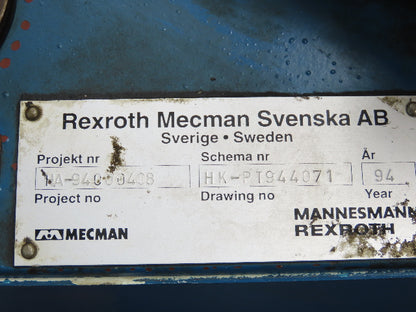 Rexroth Mecman Svenska AB
Sverige • Sweden
Projekt nr Schema nr År
HK-PT944071 94
Project no Drawing no Year
MECMAN MANNESMANN
REXROTH